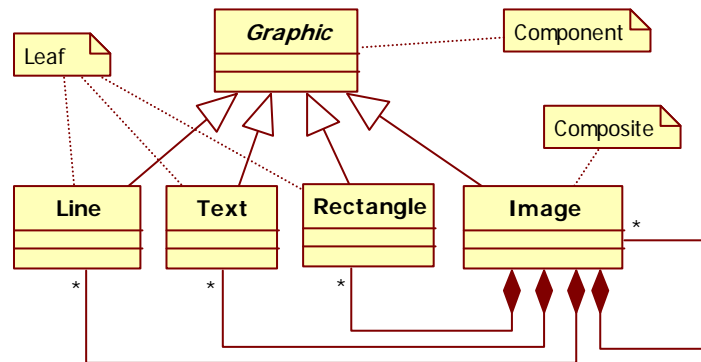 Graphic
Component
Leaf
Composite
Line
Text
Rectangle
Image
*
*
*
*